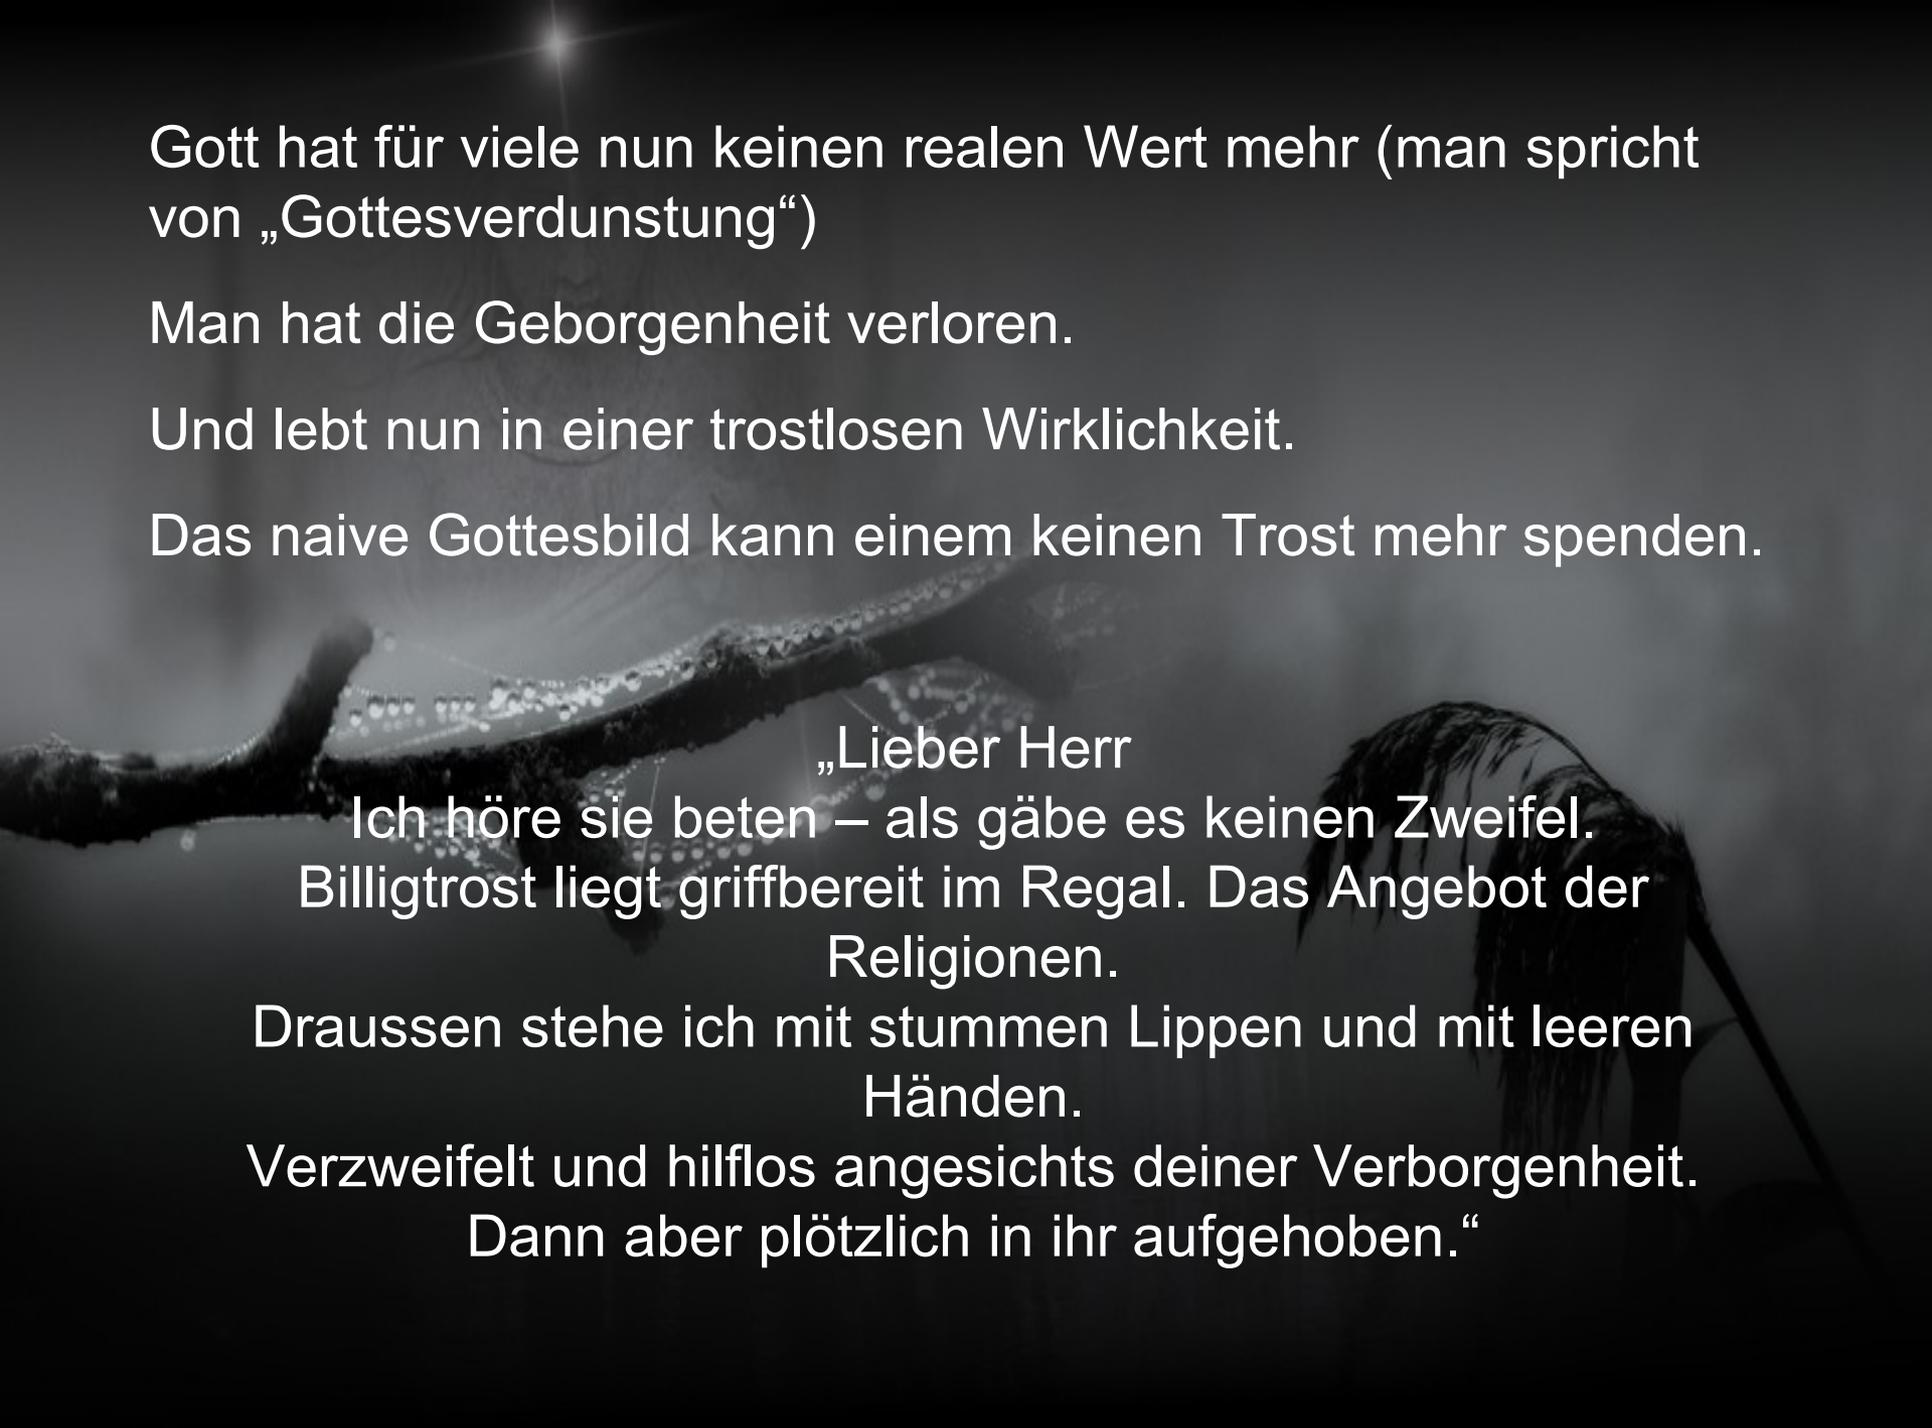 Gott hat für viele nun keinen realen Wert mehr (man spricht
von „Gottesverdunstung“)
Man hat die Geborgenheit verloren.
Und lebt nun in einer trostlosen Wirklichkeit.
Das naive Gottesbild kann einem keinen Trost mehr spenden.
„Lieber Herr
Ich höre sie beten – als gäbe es keinen Zweifel.
Billigtrost liegt griffbereit im Regal. Das Angebot der
Religionen.
Draussen stehe ich mit stummen Lippen und mit leeren
Händen.
Verzweifelt und hilflos angesichts deiner Verborgenheit.
Dann aber plötzlich in ihr aufgehoben.“